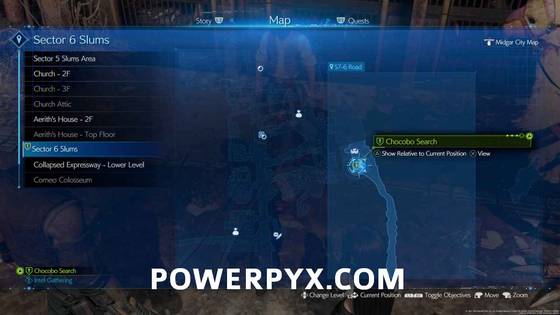 Story
Map
Quests
Sector 6 Slums
Midgar City Map
Sector 5 Slums Area
Church - 2F
Church - 3F
Church Attic
Aerith's House - 2F
Aerith's House - Top Floor
Sector 6 Slums
Collapsed Expressway - Lower Level
Corneo Colosseum
S7-6 Road
Chocobo Search
Show Relative to Current Position
View
Chocobo Search
Intel Gathering
POWERPYX.COM
Change Level
Current Position
Toggle Objectives
Move
Zoom